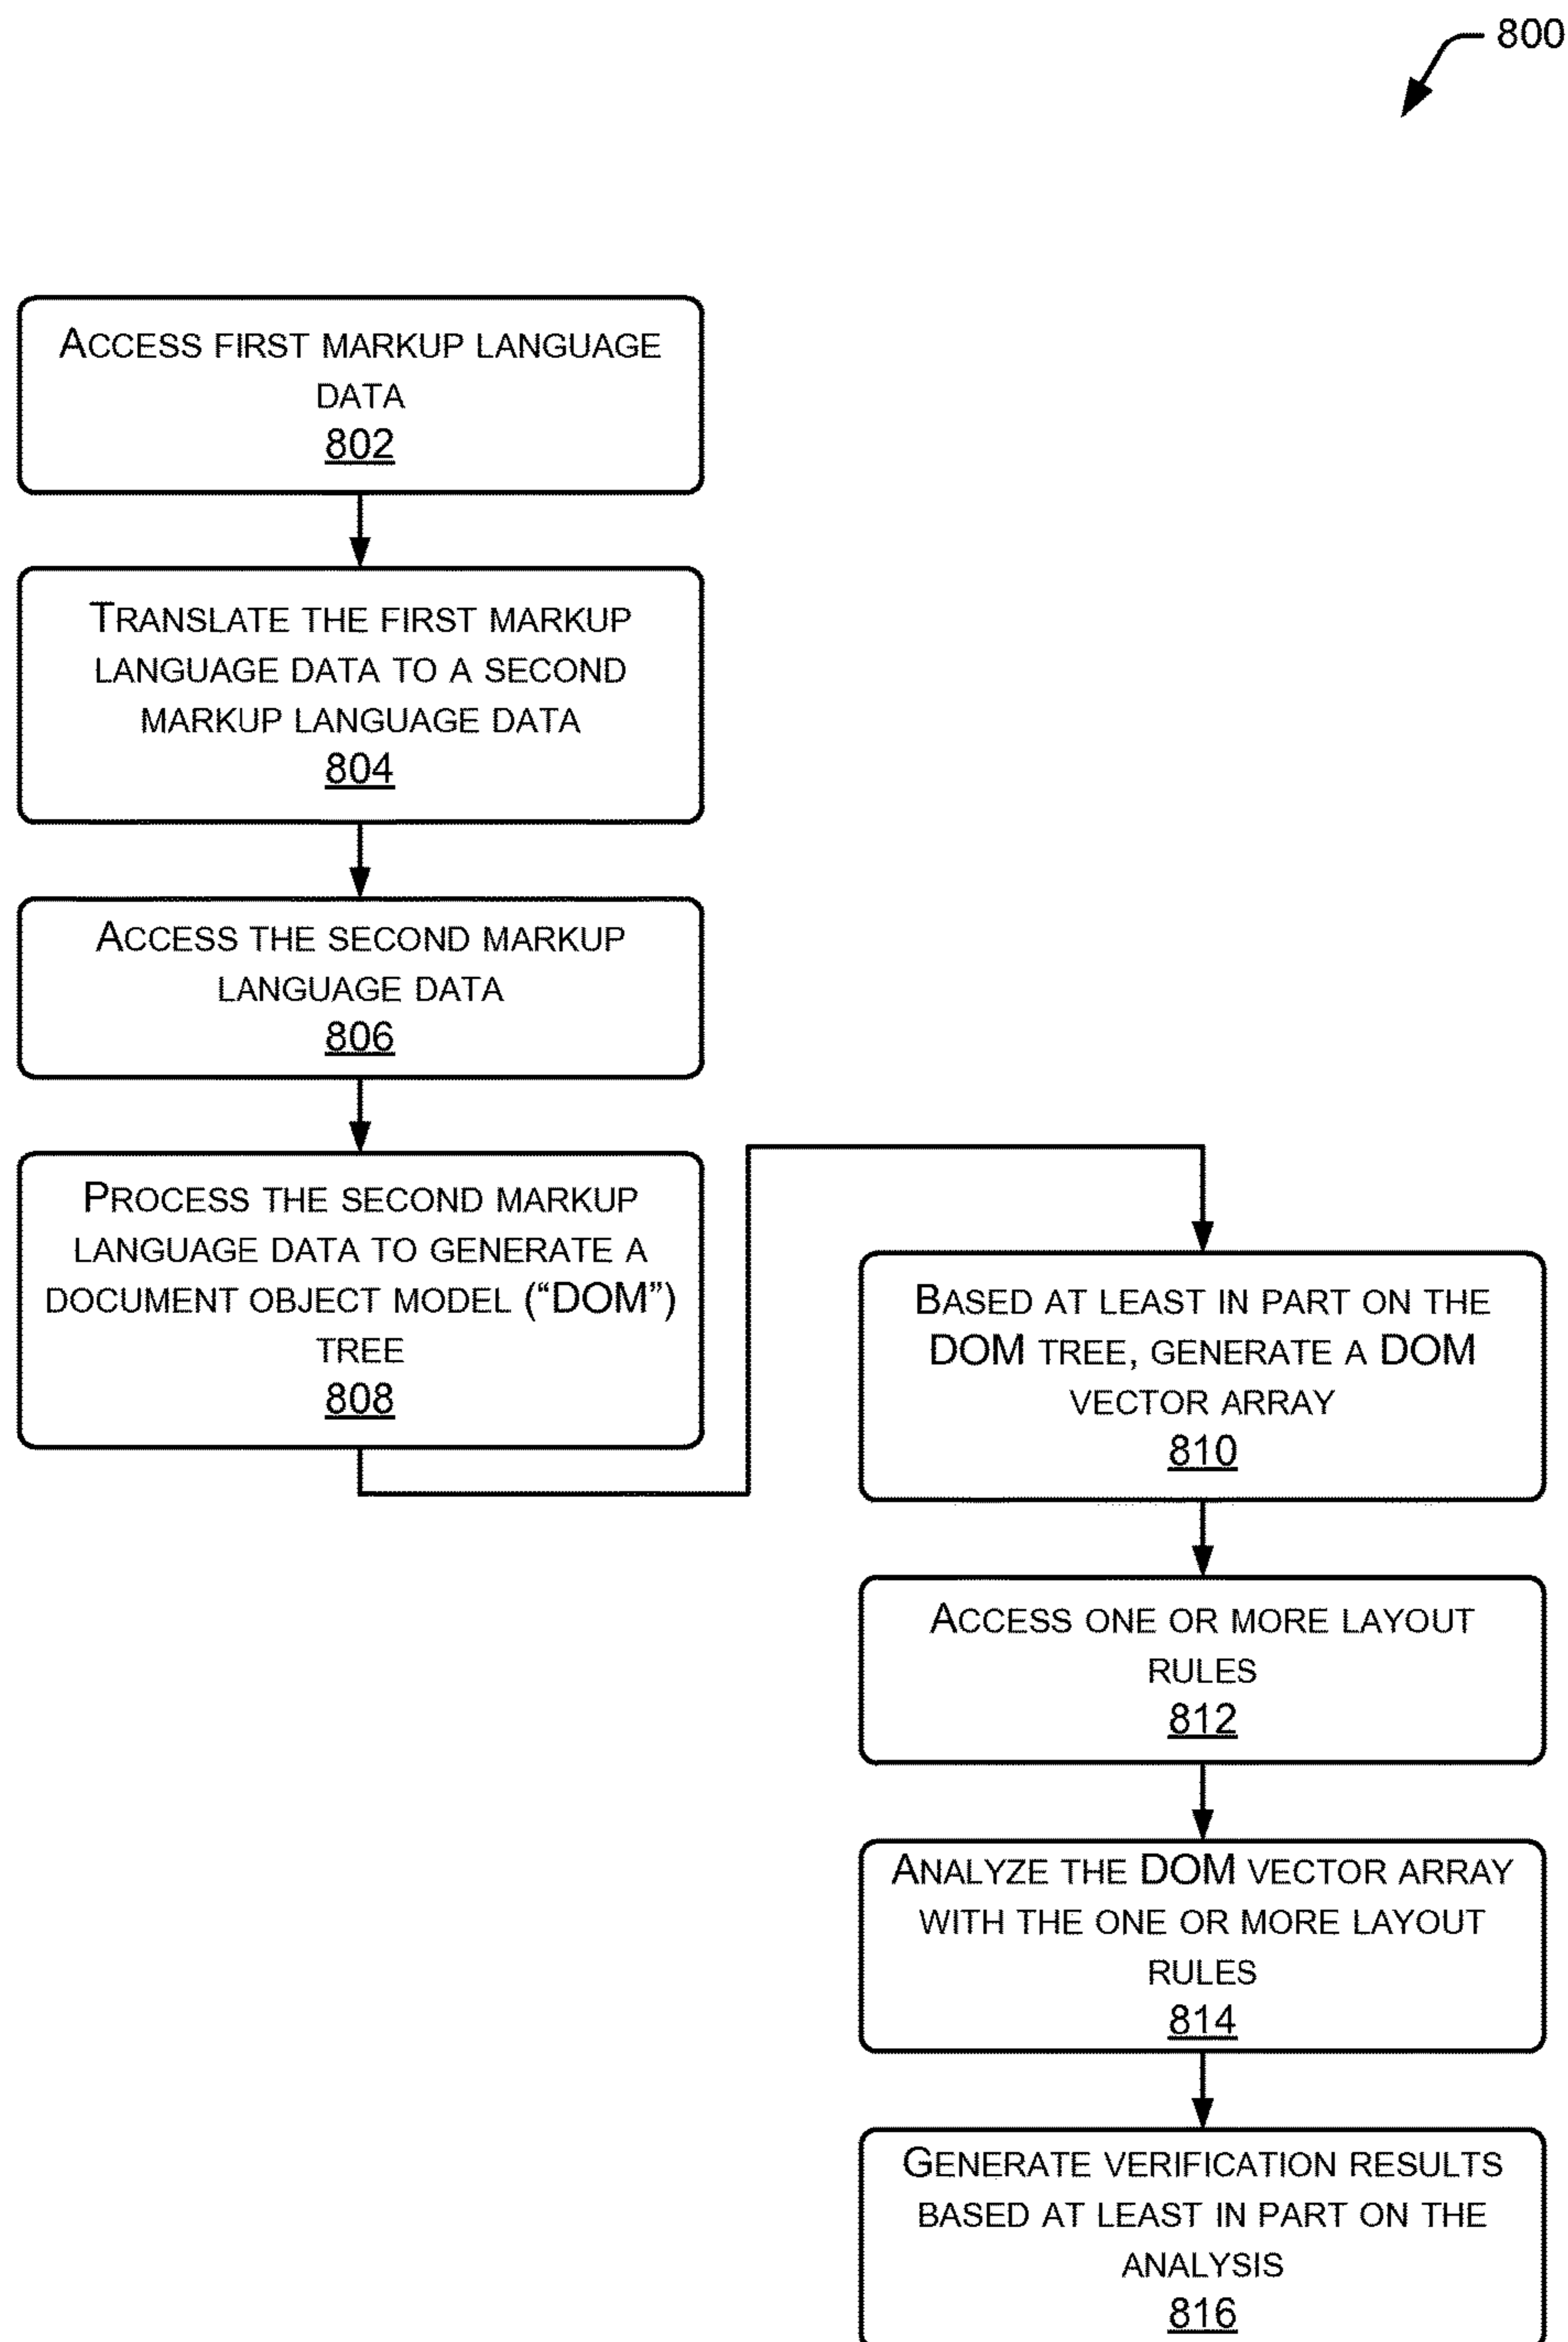 800
ACCESS FIRST MARKUP LANGUAGE
DATA
802
TRANSLATE THE FIRST MARKUP
LANGUAGE DATA TO A SECOND
MARKUP LANGUAGE DATA
804
ACCESS THE SECOND MARKUP
LANGUAGE DATA
806
PROCESS THE SECOND MARKUP
LANGUAGE DATA TO GENERATE A
DOCUMENT OBJECT MODEL (“DOM”)
TREE
808
BASED AT LEAST IN PART ON THE
DOM TREE, GENERATE A DOM
VECTOR ARRAY
810
ACCESS ONE OR MORE LAYOUT
RULES
812
ANALYZE THE DOM VECTOR ARRAY
WITH THE ONE OR MORE LAYOUT
RULES
814
GENERATE VERIFICATION RESULTS
BASED AT LEAST IN PART ON THE
ANALYSIS
816